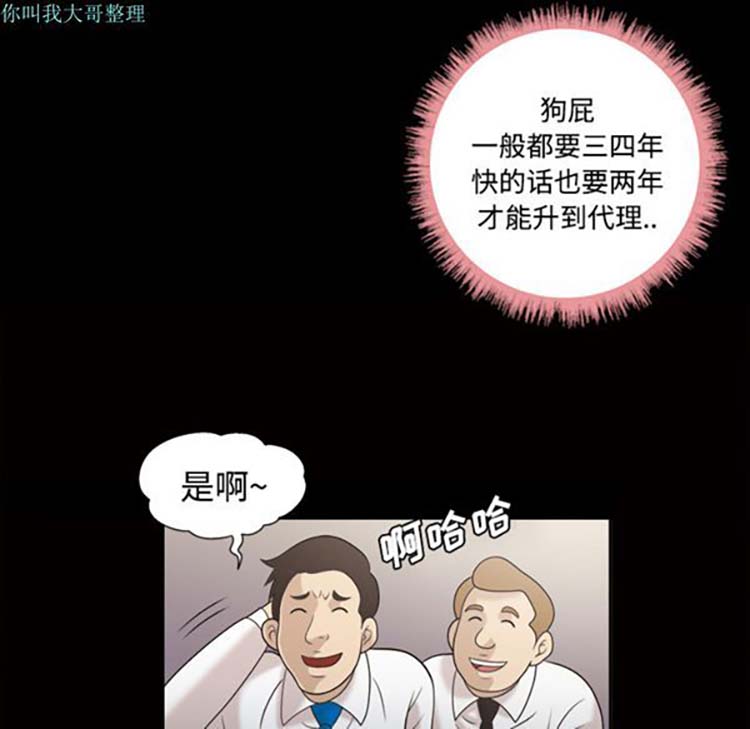 你叫我大哥整理
狗屁
一般都要三四年
快的话也要两年
才能升到代理..
是啊~
啊哈哈